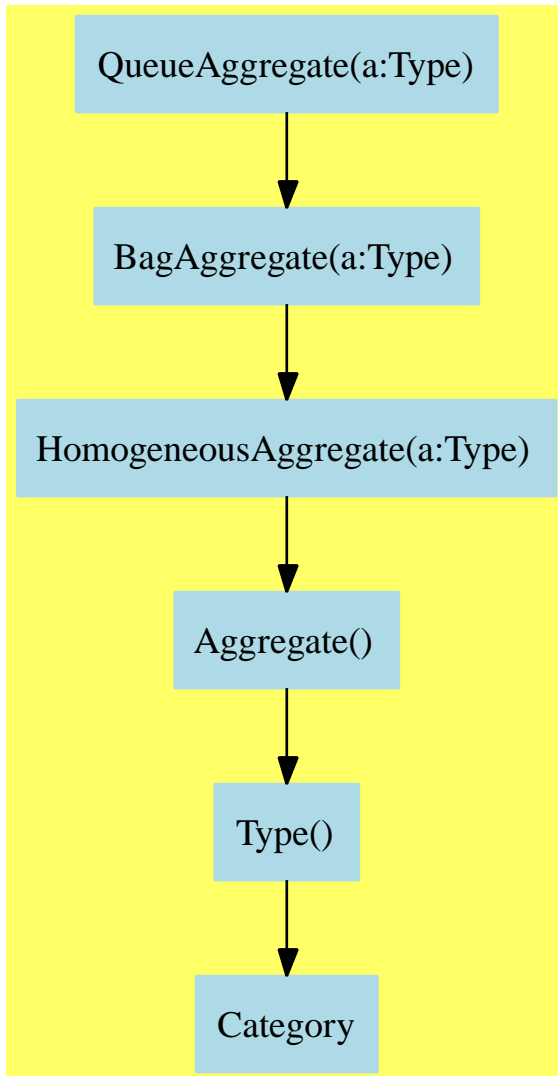 QueueAggregate(a:Type)
BagAggregate(a:Type)
HomogeneousAggregate(a:Type)
Aggregate()
Type()
Category